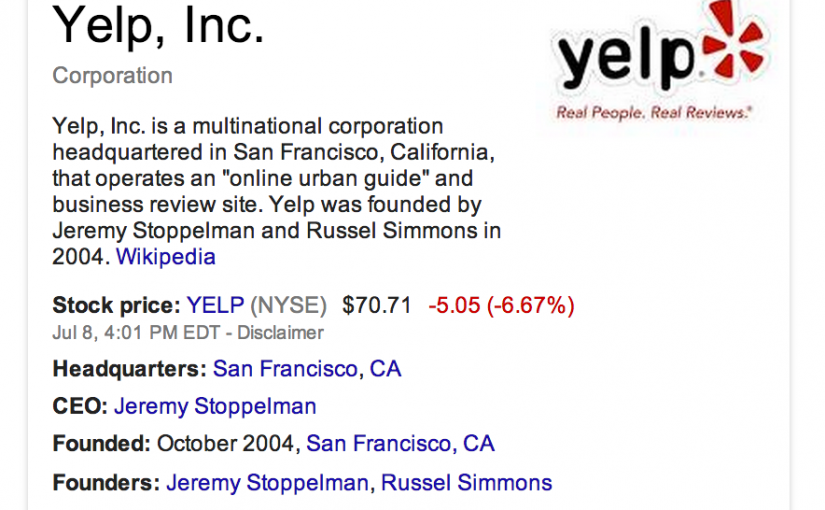 Yelp, Inc.
Corporation
yelp
Real People. Real Reviews.®
Yelp, Inc. is a multinational corporation
headquartered in San Francisco, California,
that operates an "online urban guide" and
business review site. Yelp was founded by
Jeremy Stoppelman and Russel Simmons in
2004. Wikipedia
Stock price: YELP (NYSE) $70.71 -5.05 (-6.67%)
Jul 8, 4:01 PM EDT - Disclaimer
Headquarters: San Francisco, CA
CEO: Jeremy Stoppelman
Founded: October 2004, San Francisco, CA
Founders: Jeremy Stoppelman, Russel Simmons